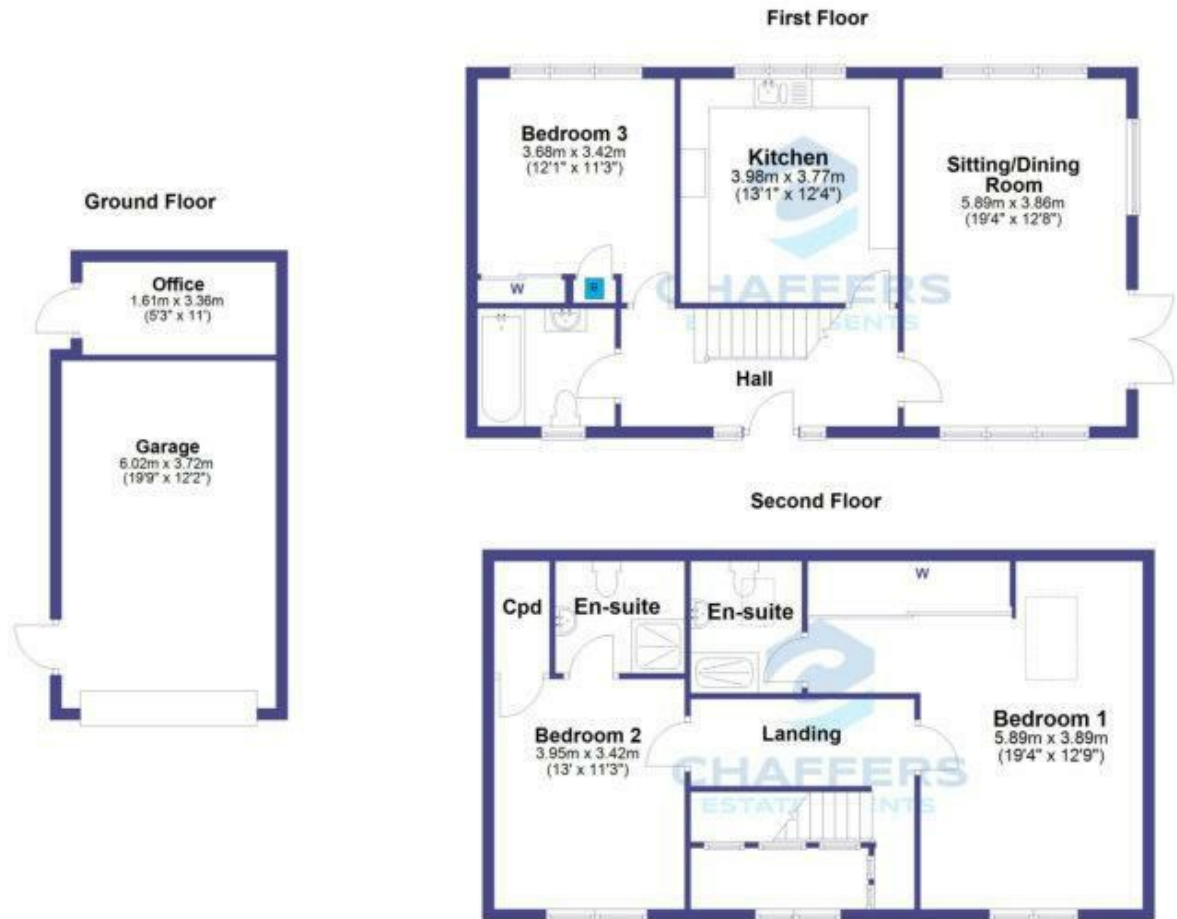 First Floor
Bedroom 3
3.68m x 3.42m
(12'1" x 11'3")
Kitchen
3.98m x 3.77m
(13'1" x 12'4")
Sitting/Dining
Room
5.89m x 3.86m
(19'4" x 12'8")
W
B
CHAFFERS
Hall
Ground Floor
Office
1.61m x 3.36m
(5'3" x 11')
Garage
6.02m x 3.72m
(19'9" x 12'2")
Second Floor
Cpd
En-suite
En-suite
W
Bedroom 2
3.95m x 3.42m
(13' x 11'3")
Landing
Bedroom 1
5.89m x 3.89m
(19'4" x 12'9")
CHAFFERS